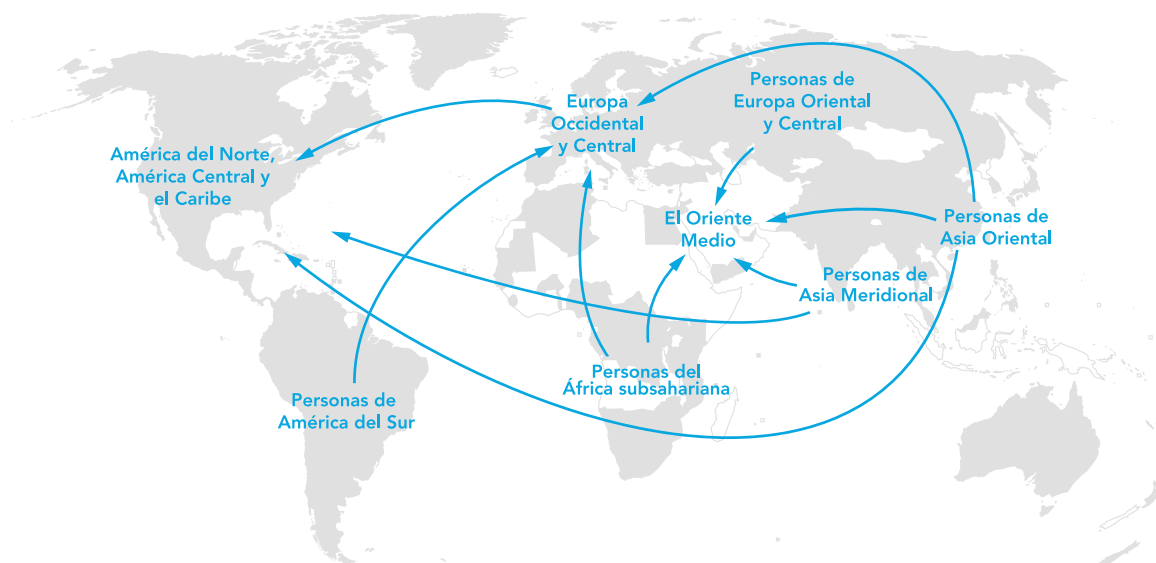 Personas de
Europa Oriental
y Central
Europa
Occidental
y Central
América del Norte,
América Central y
el Caribe
El Oriente
Medio
Personas de
Asia Oriental
Personas de
Asia Meridional
Personas del
África subsahariana
Personas de
América del Sur